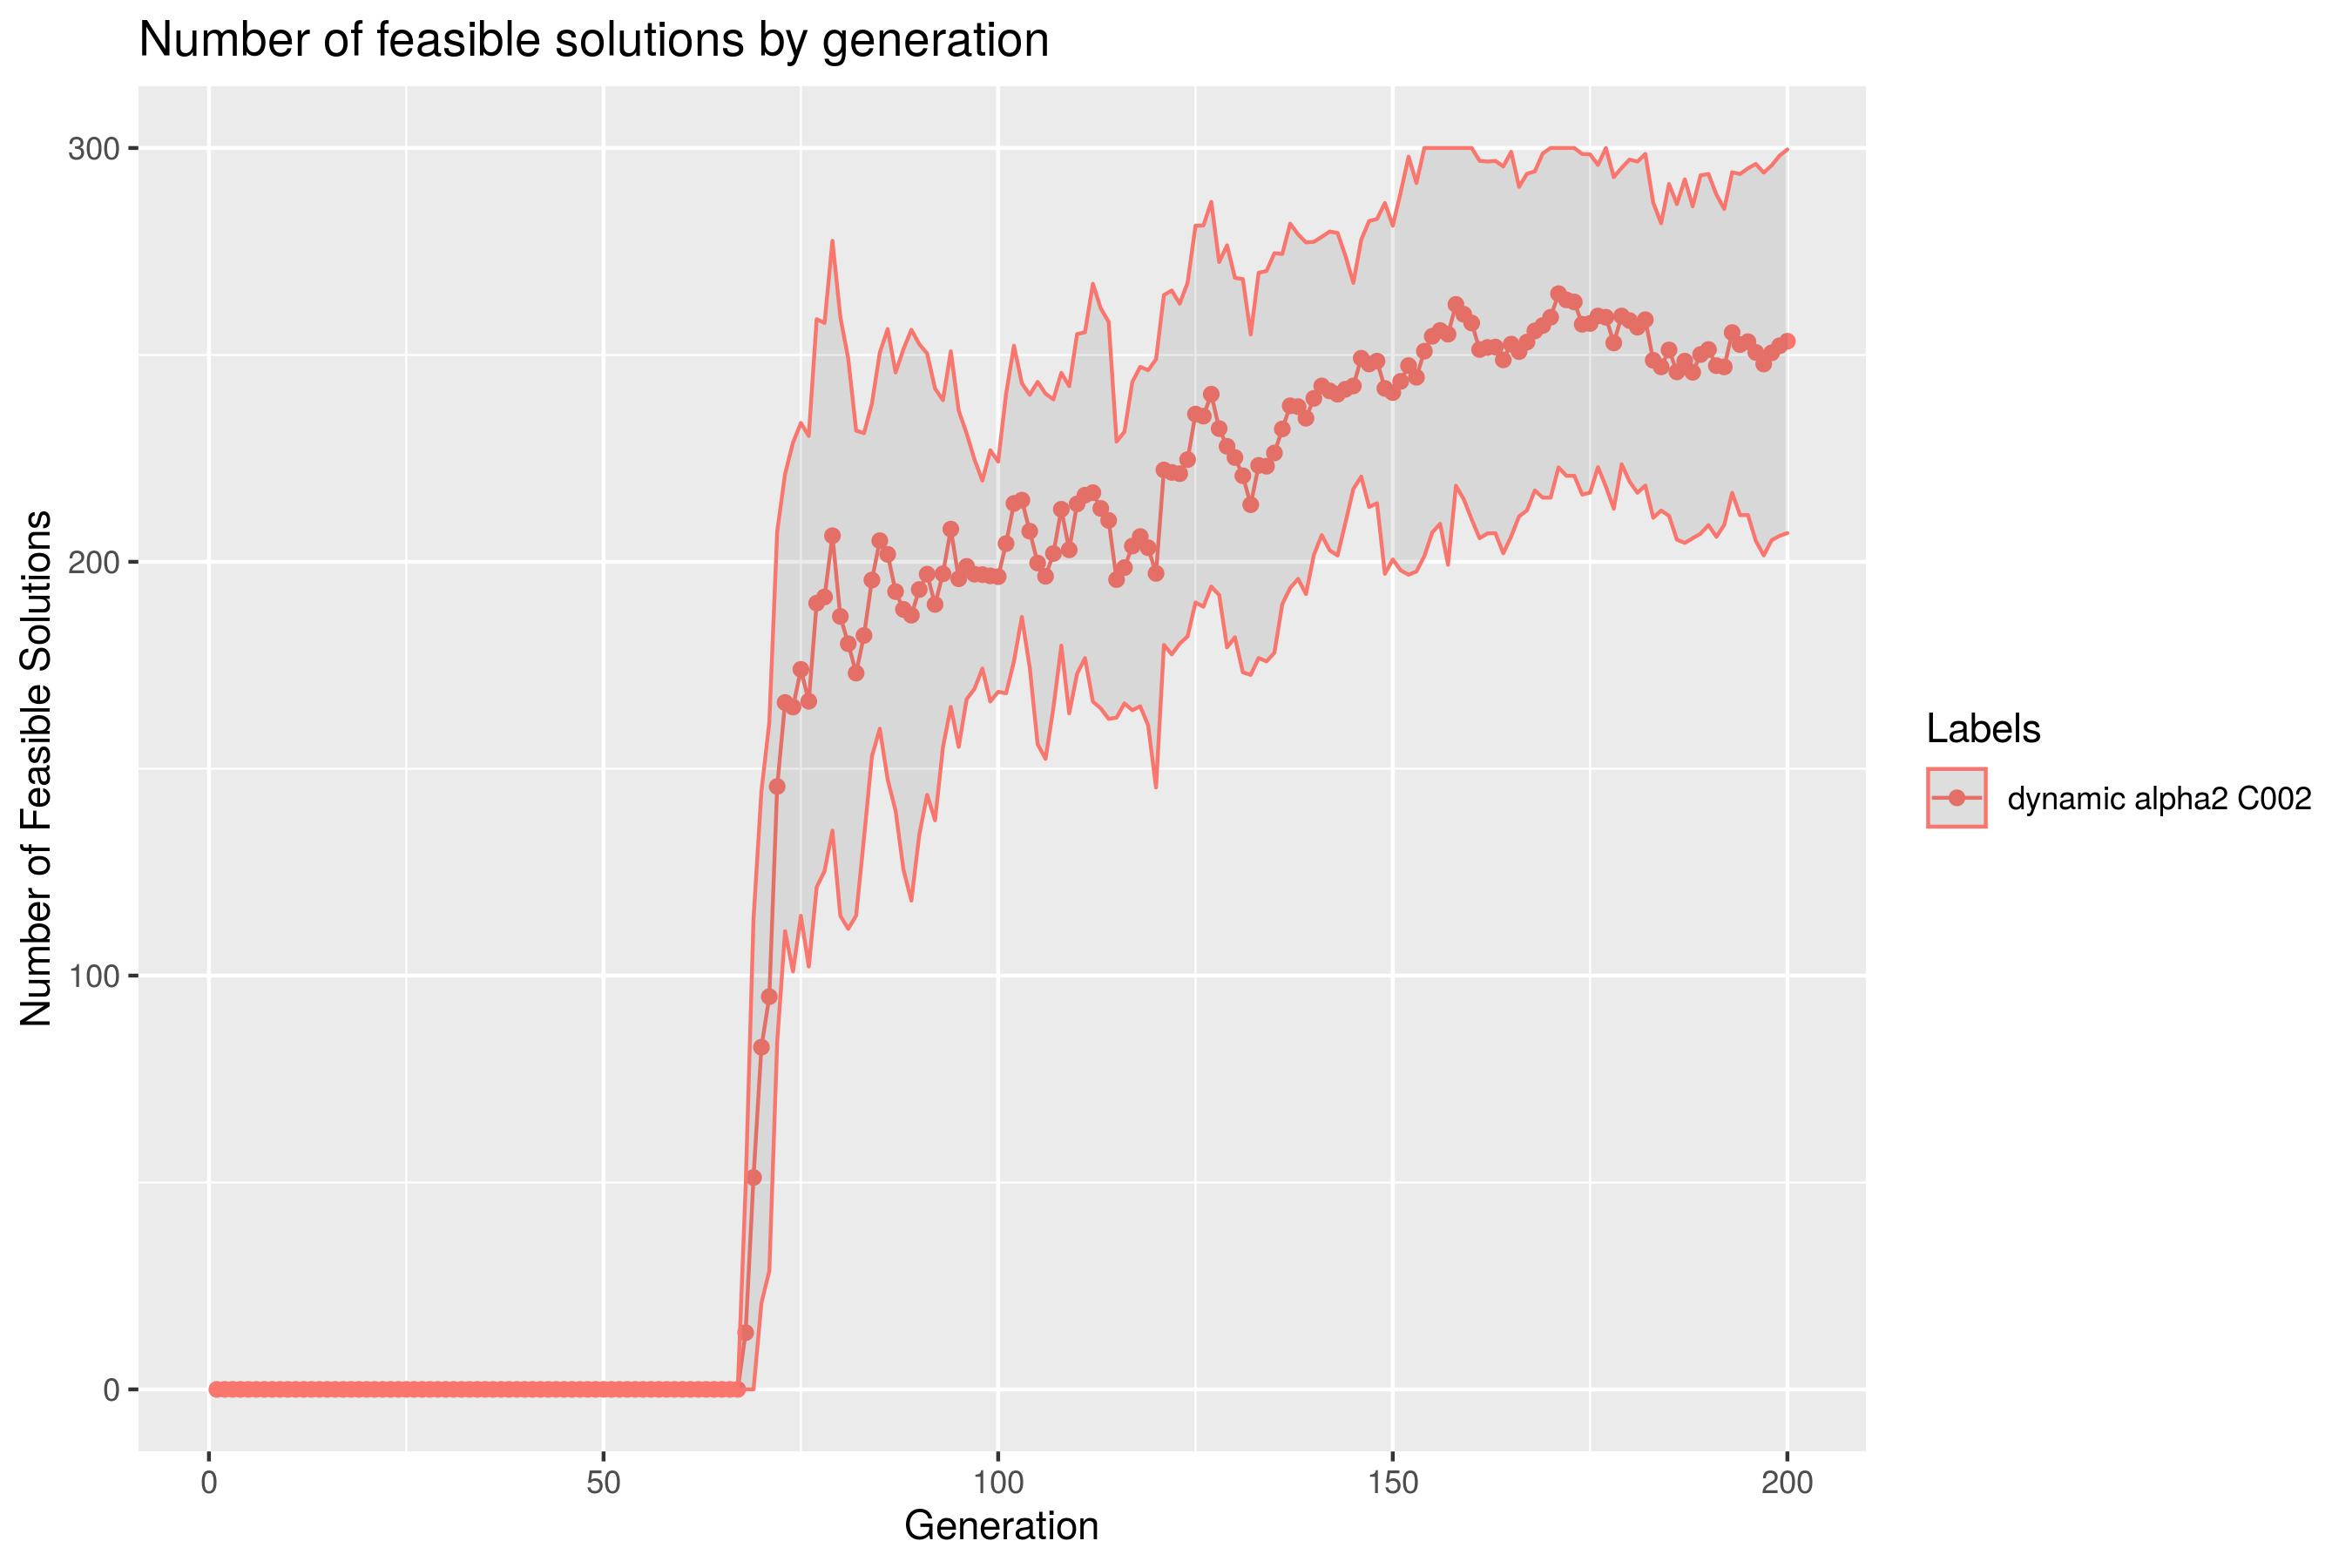 Number of feasible solutions by generation
Number of Feasible Solutions
300
200
100
0
0 50 100 150 200
Generation
Labels
dynamic alpha2 C002